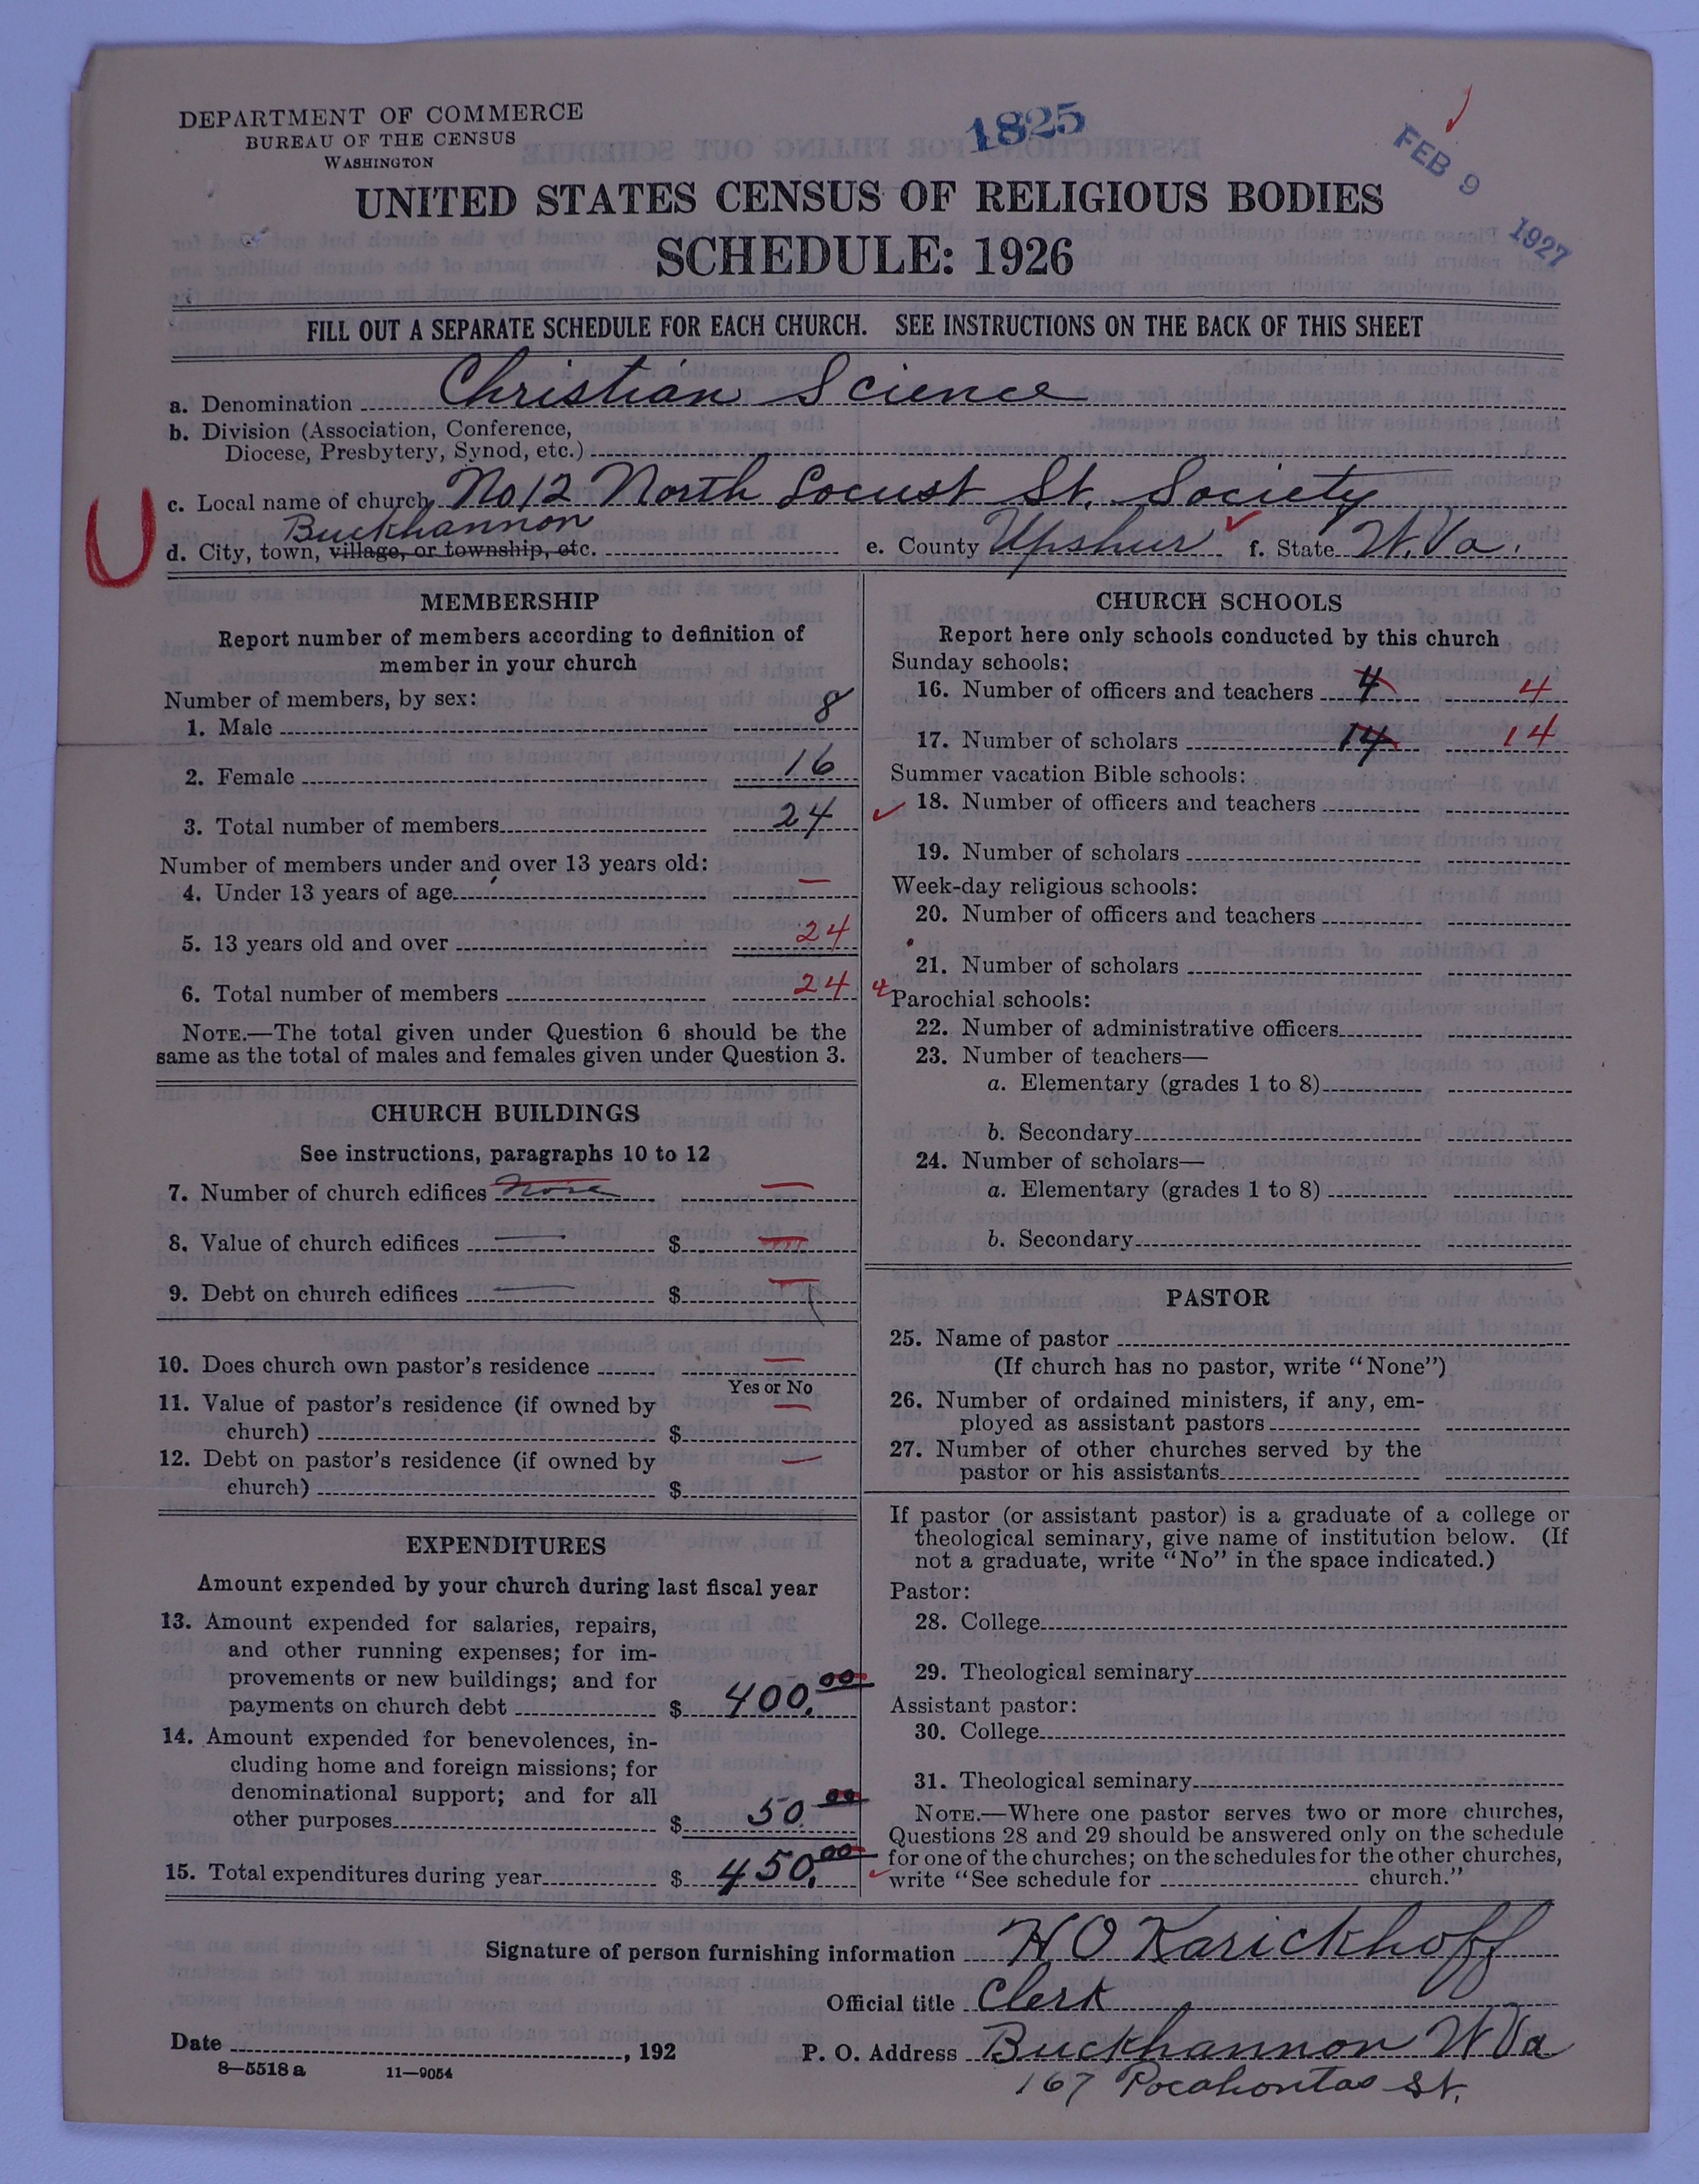 DEPARTMENT OF COMMERCE
BUREAU OF THE CENSUS
WASHINGTON
1825
FEB 9 1927
UNITED STATES CENSUS OF RELIGIOUS BODIES
SCHEDULE: 1926
FILL OUT A SEPARATE SCHEDULE FOR EACH CHURCH. SEE INSTRUCTIONS ON THE BACK OF THIS SHEET
a. Denomination Christian Science
b. Division (Association, Conference,
Diocese, Presbytery, Synod, etc.)
c. Local name of church No 12 North Locust St. Society
d. City, town, village, or township, etc. Buckhannon e. County Upshur f. State W. Va.
MEMBERSHIP
Report number of members according to definition of
member in your church
Number of members, by sex:
1. Male 8
2. Female 16
3. Total number of members 24
Number of members under and over 13 years old:
4. Under 13 years of age —
5. 13 years old and over 24
6. Total number of members 24
NOTE.—The total given under Question 6 should be the
same as the total of males and females given under Question 3.
CHURCH BUILDINGS
See instructions, paragraphs 10 to 12
7. Number of church edifices None —
8. Value of church edifices — $ —
9. Debt on church edifices — $ —
10. Does church own pastor's residence —
Yes or No
11. Value of pastor's residence (if owned by
church) $ —
12. Debt on pastor's residence (if owned by
church) $ —
EXPENDITURES
Amount expended by your church during last fiscal year
13. Amount expended for salaries, repairs,
and other running expenses; for im-
provements or new buildings; and for
payments on church debt $ 400.00
14. Amount expended for benevolences, in-
cluding home and foreign missions; for
denominational support; and for all
other purposes $ 50.00
15. Total expenditures during year $ 450.00
CHURCH SCHOOLS
Report here only schools conducted by this church
Sunday schools:
16. Number of officers and teachers 4 4
17. Number of scholars 14 14
Summer vacation Bible schools:
18. Number of officers and teachers
19. Number of scholars
Week-day religious schools:
20. Number of officers and teachers
21. Number of scholars
Parochial schools:
22. Number of administrative officers
23. Number of teachers—
a. Elementary (grades 1 to 8)
b. Secondary
24. Number of scholars—
a. Elementary (grades 1 to 8)
b. Secondary
PASTOR
25. Name of pastor
(If church has no pastor, write "None")
26. Number of ordained ministers, if any, em-
ployed as assistant pastors
27. Number of other churches served by the
pastor or his assistants
If pastor (or assistant pastor) is a graduate of a college or
theological seminary, give name of institution below. (If
not a graduate, write "No" in the space indicated.)
Pastor:
28. College
29. Theological seminary
Assistant pastor:
30. College
31. Theological seminary
NOTE.—Where one pastor serves two or more churches,
Questions 28 and 29 should be answered only on the schedule
for one of the churches; on the schedules for the other churches,
write "See schedule for church."
Signature of person furnishing information H O Karickhoff
Official title Clerk
Date , 192 P. O. Address Buckhannon W Va
8—5518 a 11—9054
167 Pocahontas St.